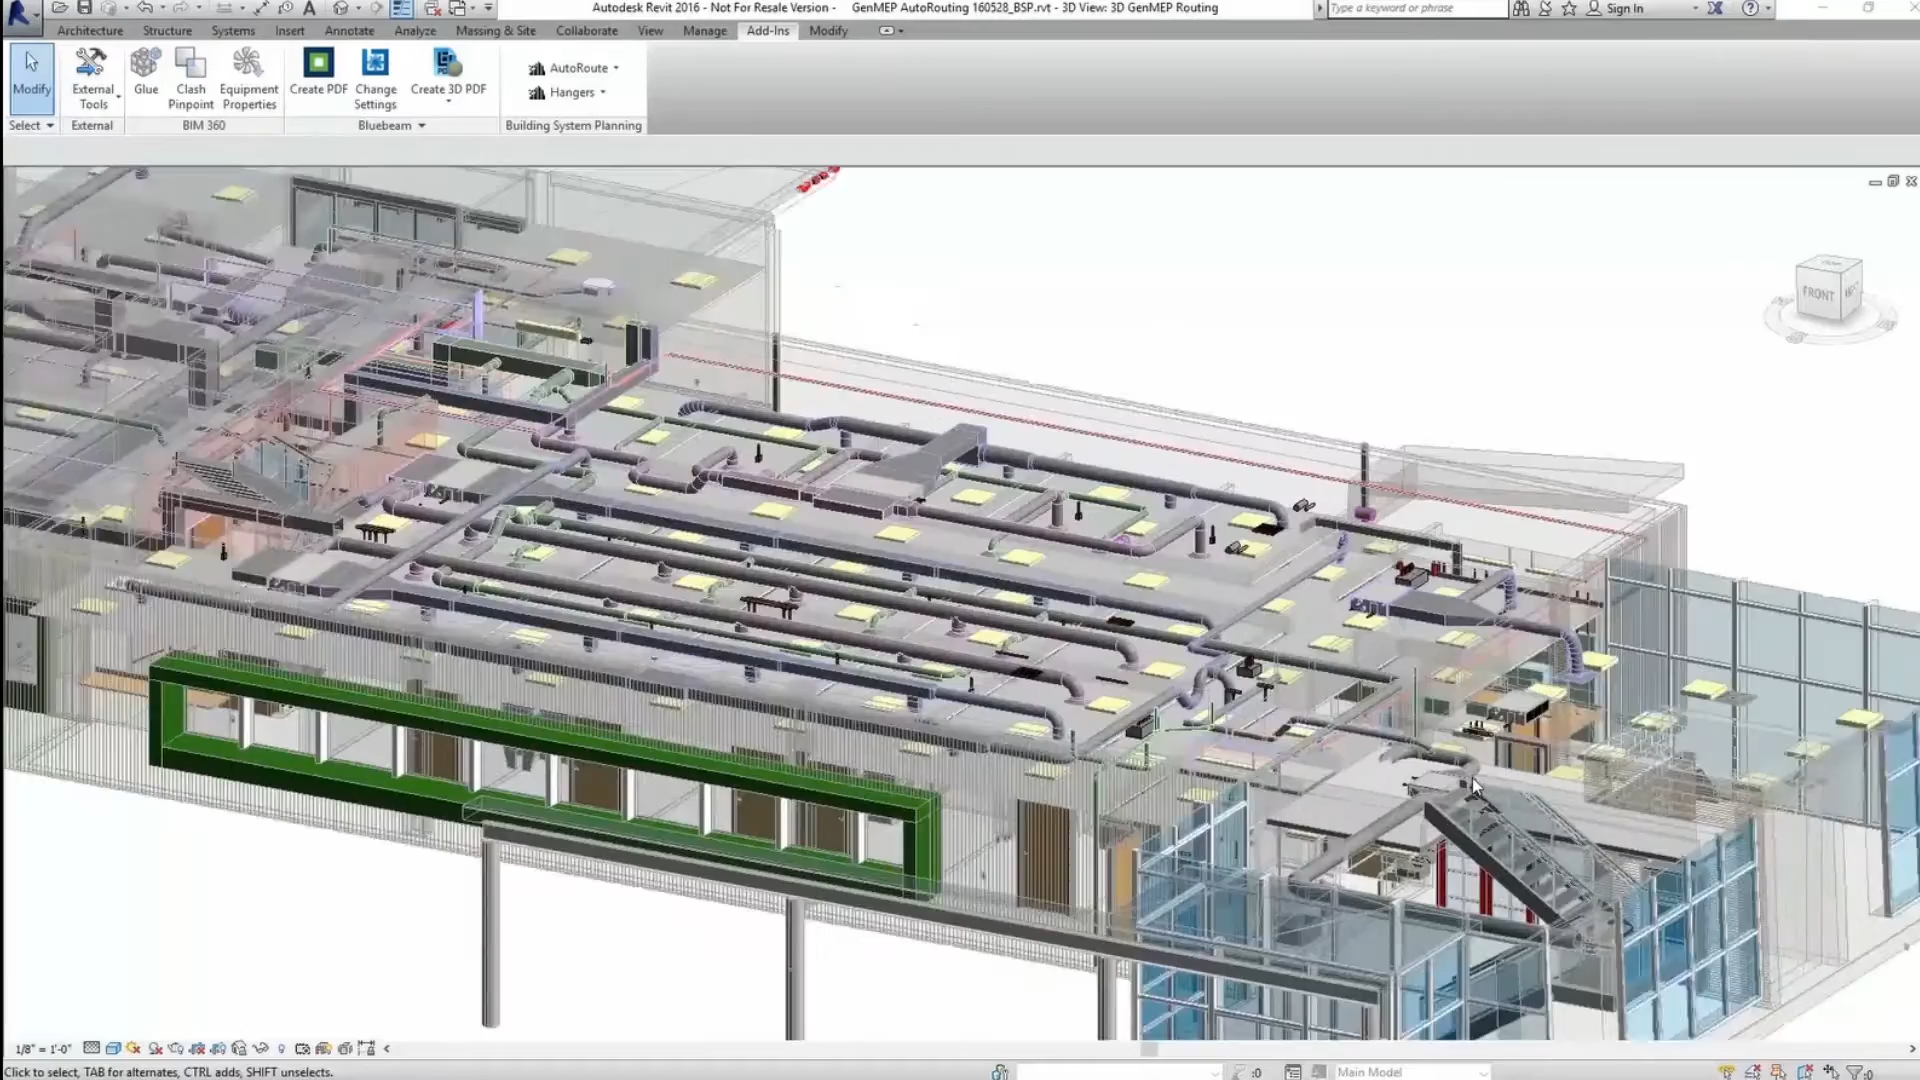 Autodesk Revit 2016 - Not For Resale Version - GenMEP AutoRouting 160528_BSP.rvt - 3D View: 3D GenMEP Routing
Type a keyword or phrase
Sign In
Architecture Structure Systems Insert Annotate Analyze Massing & Site Collaborate View Manage Add-Ins Modify
Modify
External Tools
Glue
Clash Pinpoint
Equipment Properties
Create PDF
Change Settings
Create 3D PDF
AutoRoute
Hangers
Select
External
BIM 360
Bluebeam
Building System Planning
FRONT
1/8" = 1'-0"
Click to select, TAB for alternates, CTRL adds, SHIFT unselects.
:0
Main Model
:0